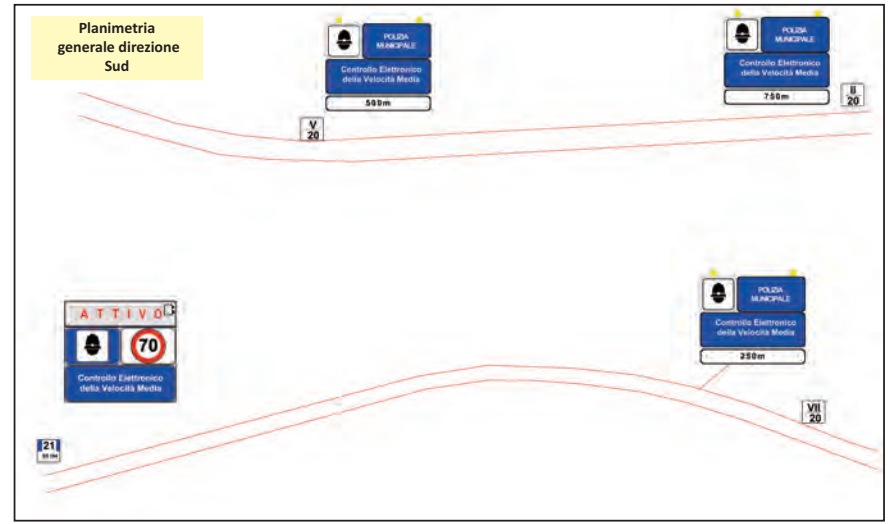 Planimetria
generale direzione
Sud
POLIZIA
MUNICIPALE
Controllo Elettronico
della Velocità Media
500m
V
20
POLIZIA
MUNICIPALE
Controllo Elettronico
della Velocità Media
750m
II
20
ATTIVO
70
Controllo Elettronico
della Velocità Media
21
POLIZIA
MUNICIPALE
Controllo Elettronico
della Velocità Media
250m
VII
20